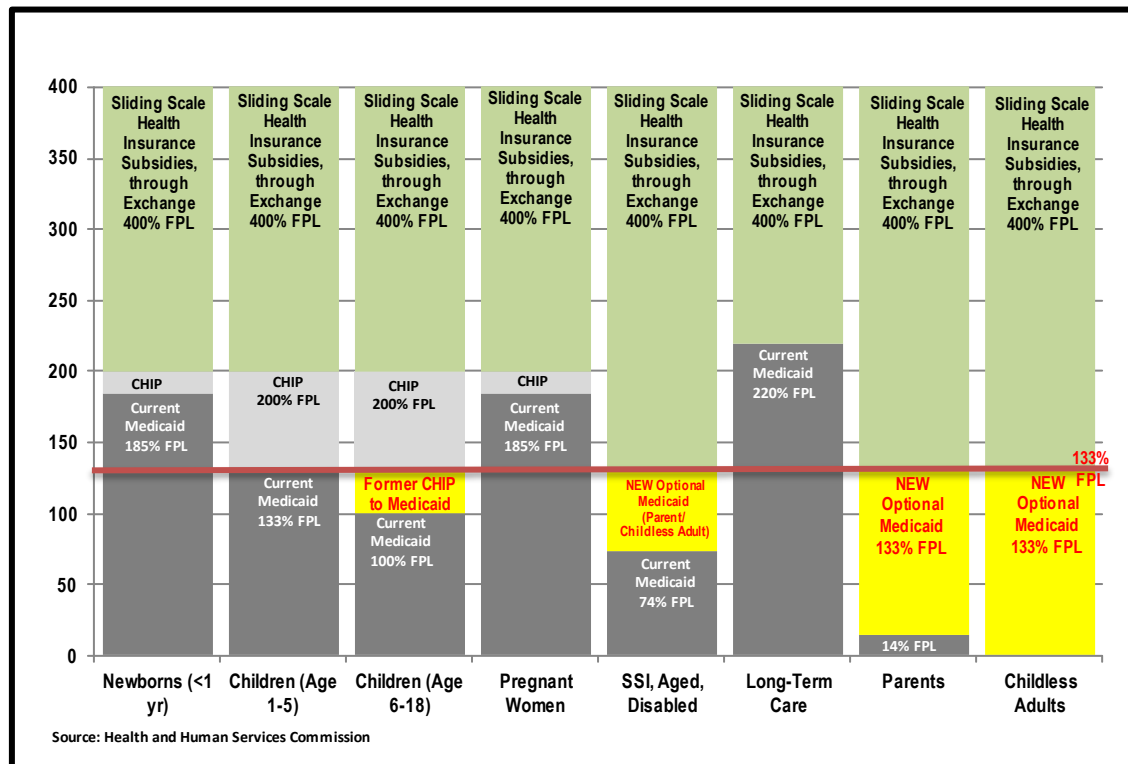 400
350
300
250
200
150
100
50
0
Sliding Scale
Health
Insurance
Subsidies,
through
Exchange
400% FPL
CHIP
Current
Medicaid
185% FPL
Newborns (<1
yr)
Sliding Scale
Health
Insurance
Subsidies,
through
Exchange
400% FPL
CHIP
200% FPL
Current
Medicaid
133% FPL
Children (Age
1-5)
Sliding Scale
Health
Insurance
Subsidies,
through
Exchange
400% FPL
CHIP
200% FPL
Former CHIP
to Medicaid
Current
Medicaid
100% FPL
Children (Age
6-18)
Sliding Scale
Health
Insurance
Subsidies,
through
Exchange
400% FPL
CHIP
Current
Medicaid
185% FPL
Pregnant
Women
Sliding Scale
Health
Insurance
Subsidies,
through
Exchange
400% FPL
NEW Optional
Medicaid
(Parent/
Childless Adult)
Current
Medicaid
74% FPL
SSI, Aged,
Disabled
Sliding Scale
Health
Insurance
Subsidies,
through
Exchange
400% FPL
Current
Medicaid
220% FPL
Long-Term
Care
Sliding Scale
Health
Insurance
Subsidies,
through
Exchange
400% FPL
NEW
Optional
Medicaid
133% FPL
14% FPL
Parents
Sliding Scale
Health
Insurance
Subsidies,
through
Exchange
400% FPL
133%
FPL
NEW
Optional
Medicaid
133% FPL
Childless
Adults
Source: Health and Human Services Commission